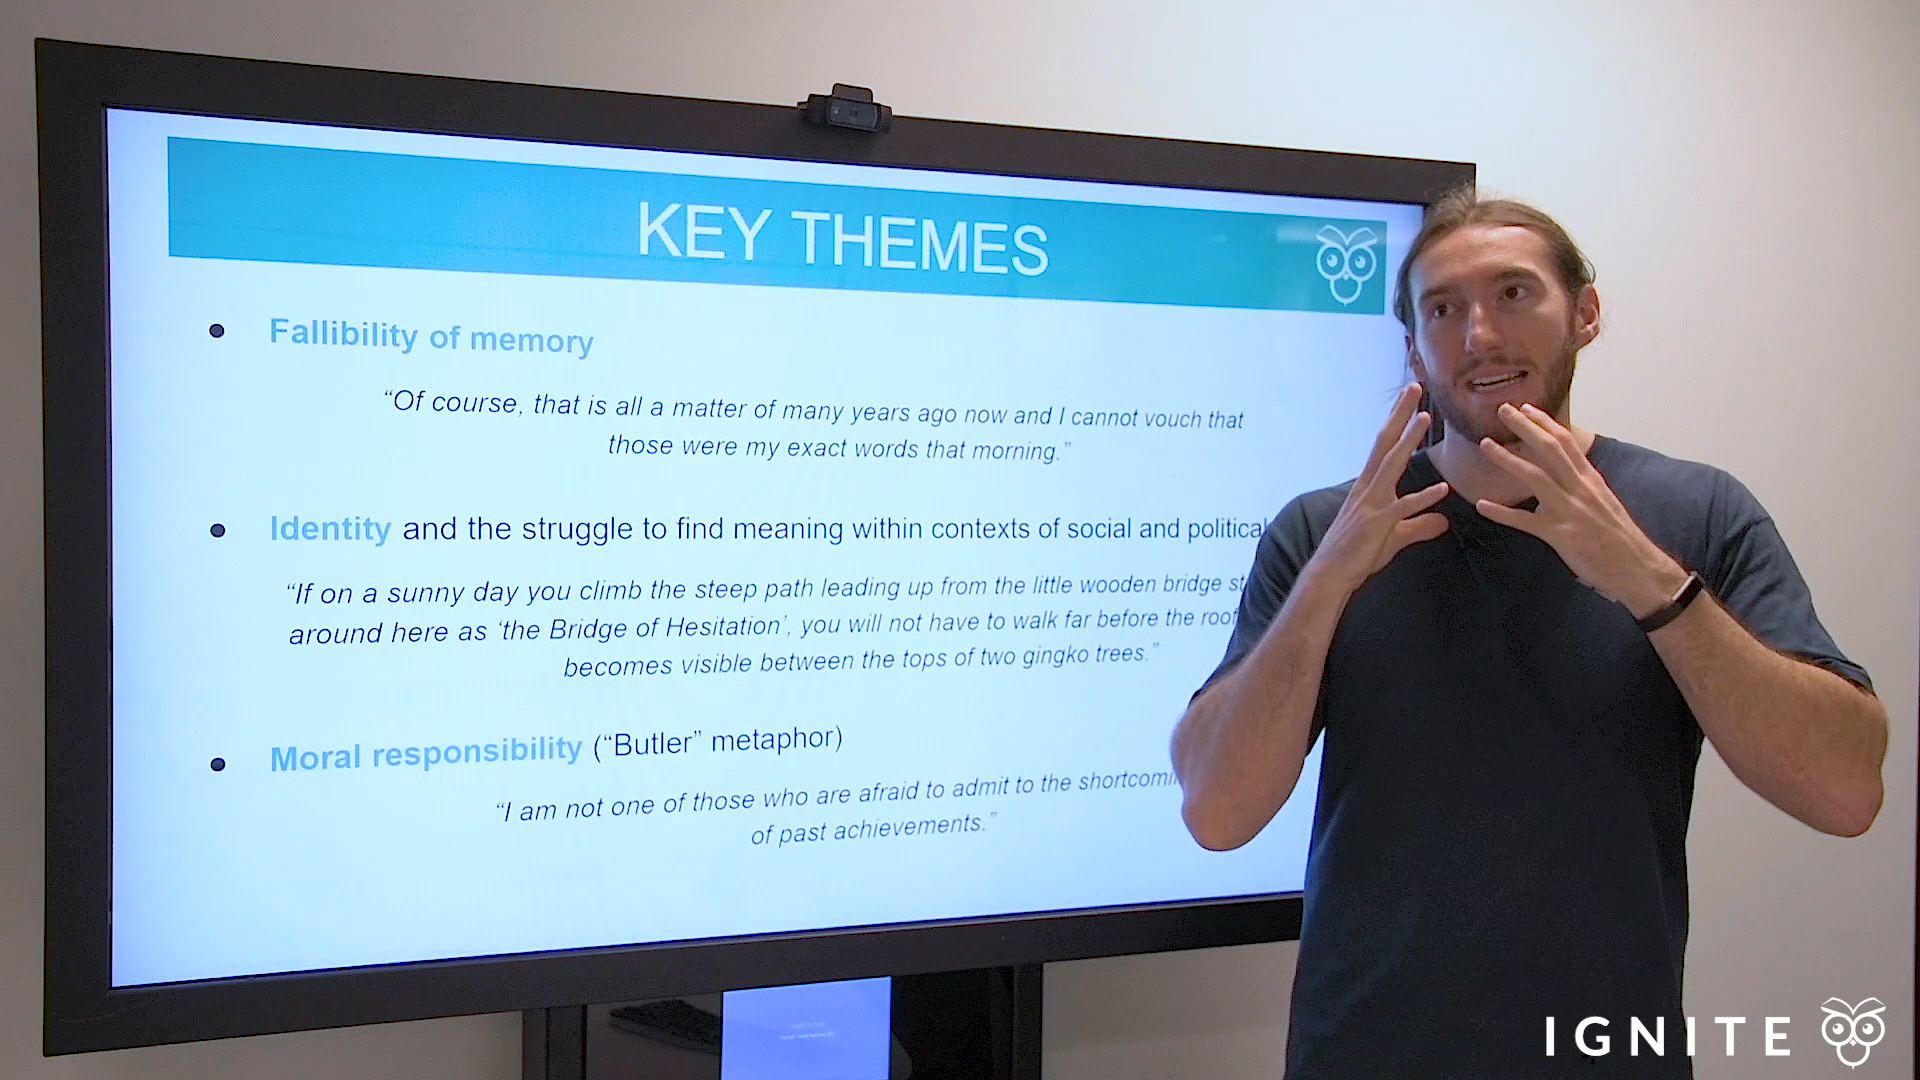 KEY THEMES
● Fallibility of memory
“Of course, that is all a matter of many years ago now and I cannot vouch that
those were my exact words that morning.”
● Identity and the struggle to find meaning within contexts of social and political
“If on a sunny day you climb the steep path leading up from the little wooden bridge
around here as ‘the Bridge of Hesitation’, you will not have to walk far before the roof
becomes visible between the tops of two gingko trees.”
● Moral responsibility (“Butler” metaphor)
“I am not one of those who are afraid to admit to the
of past achievements.”
IGNITE